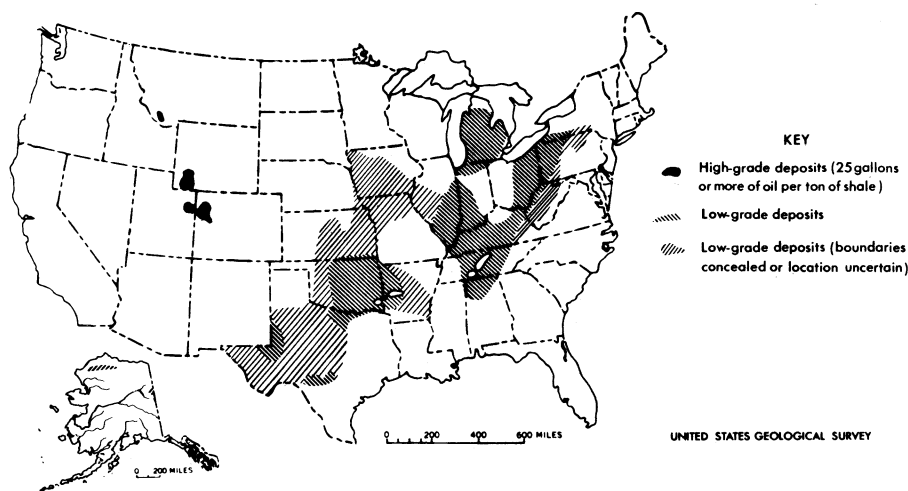 KEY
High-grade deposits (25 gallons
or more of oil per ton of shale)
Low-grade deposits
Low-grade deposits (boundaries
concealed or location uncertain)
0 200 400 600 MILES
UNITED STATES GEOLOGICAL SURVEY
0 200 MILES